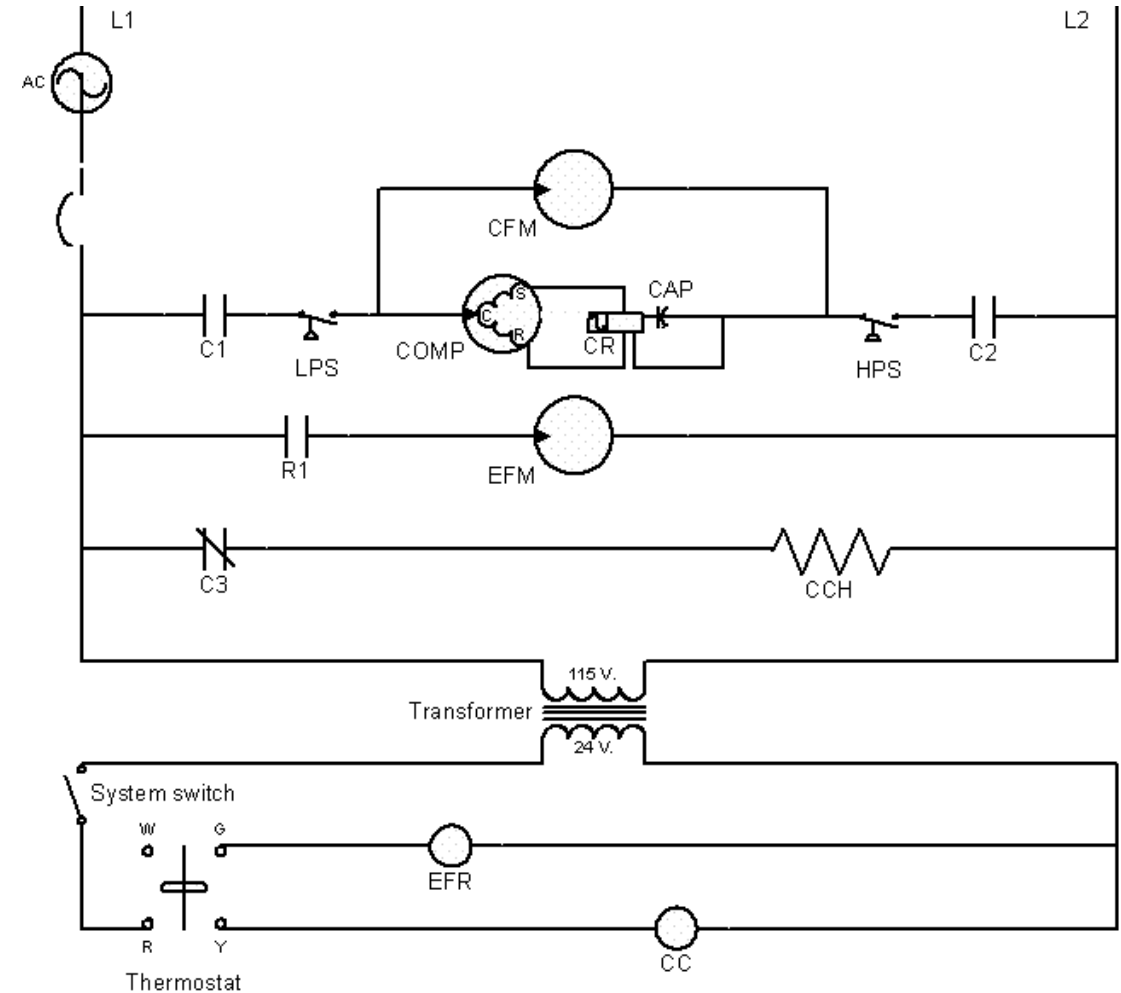 L1
L2
AC
CFM
CAP
S
C
R
C1
LPS
COMP
CR
HPS
C2
R1
EFM
C3
CCH
115 V.
Transformer
24 V.
System switch
W
G
EFR
R
Y
CC
Thermostat